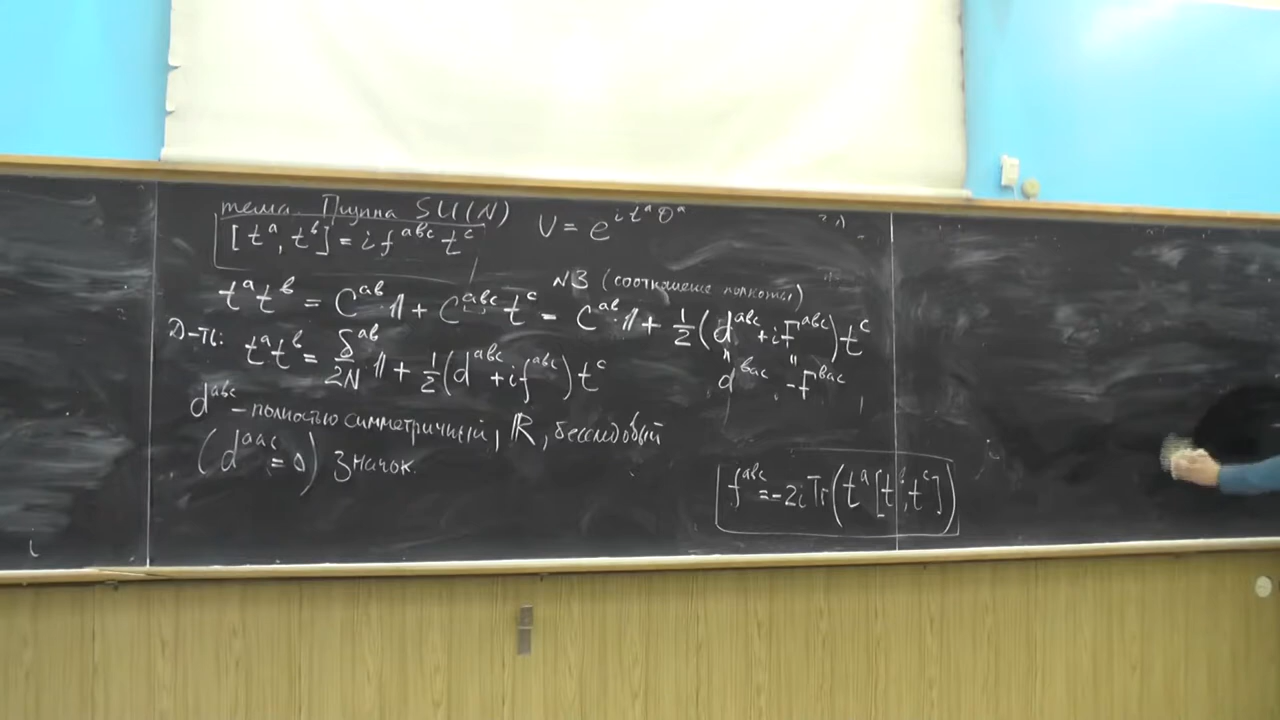 тема. Группа SU(N)
U = e^{i t^a θ^a}
[t^a, t^b] = i f^{abc} t^c
N3 (соотношение полноты)
t^a t^b = C^{ab}·𝟙 + C^{abc} t^c = C^{ab}·𝟙 + 1/2 (d^{abc} + i F^{abc}) t^c
d^{bac} -F^{bac}
Д-ть: t^a t^b = δ^{ab}/2N 𝟙 + 1/2 (d^{abc} + i f^{abc}) t^c
d^{abc} - полностью симметричный, ℝ, бесследовый
(d^{aac} = 0) значок.
f^{abc} = -2i Tr(t^a [t^b, t^c])